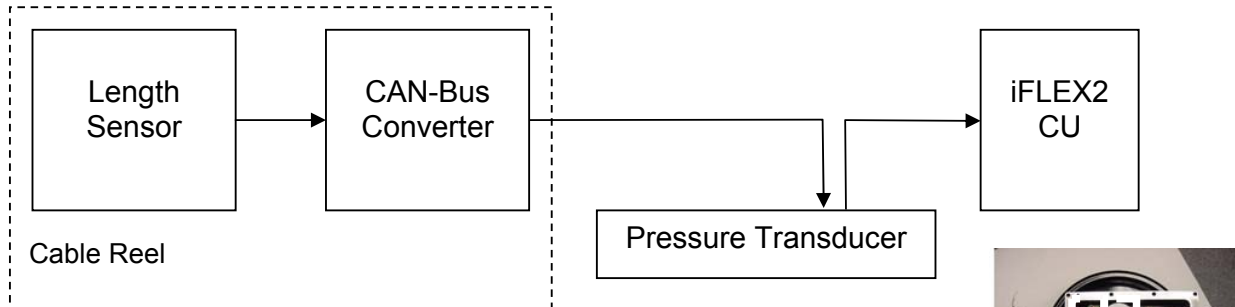 Length
Sensor
CAN-Bus
Converter
iFLEX2
CU
Pressure Transducer
Cable Reel